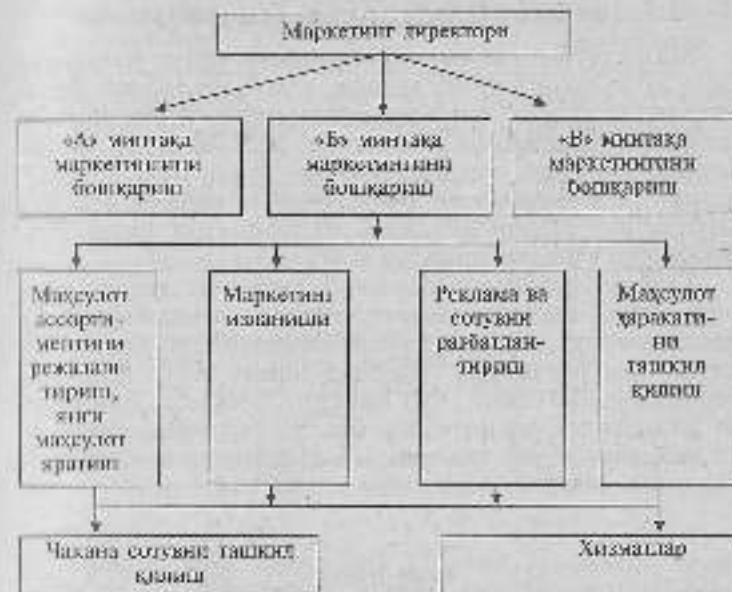 Маркетинг директори
«А» минтақа
маркетингини
бошқариш
«Б» минтақа
маркетингини
бошқариш
«В» минтақа
маркетингини
бошқариш
Маҳсулот
ассорти-
ментини
режалаш-
тириш,
янги
маҳсулот
яратиш
Маркетинг
изланиши
Реклама ва
сотувни
рағбатлан-
тириш
Маҳсулот
ҳаракати-
ни
ташкил
қилиш
Чакана сотувни ташкил
қилиш
Хизматлар